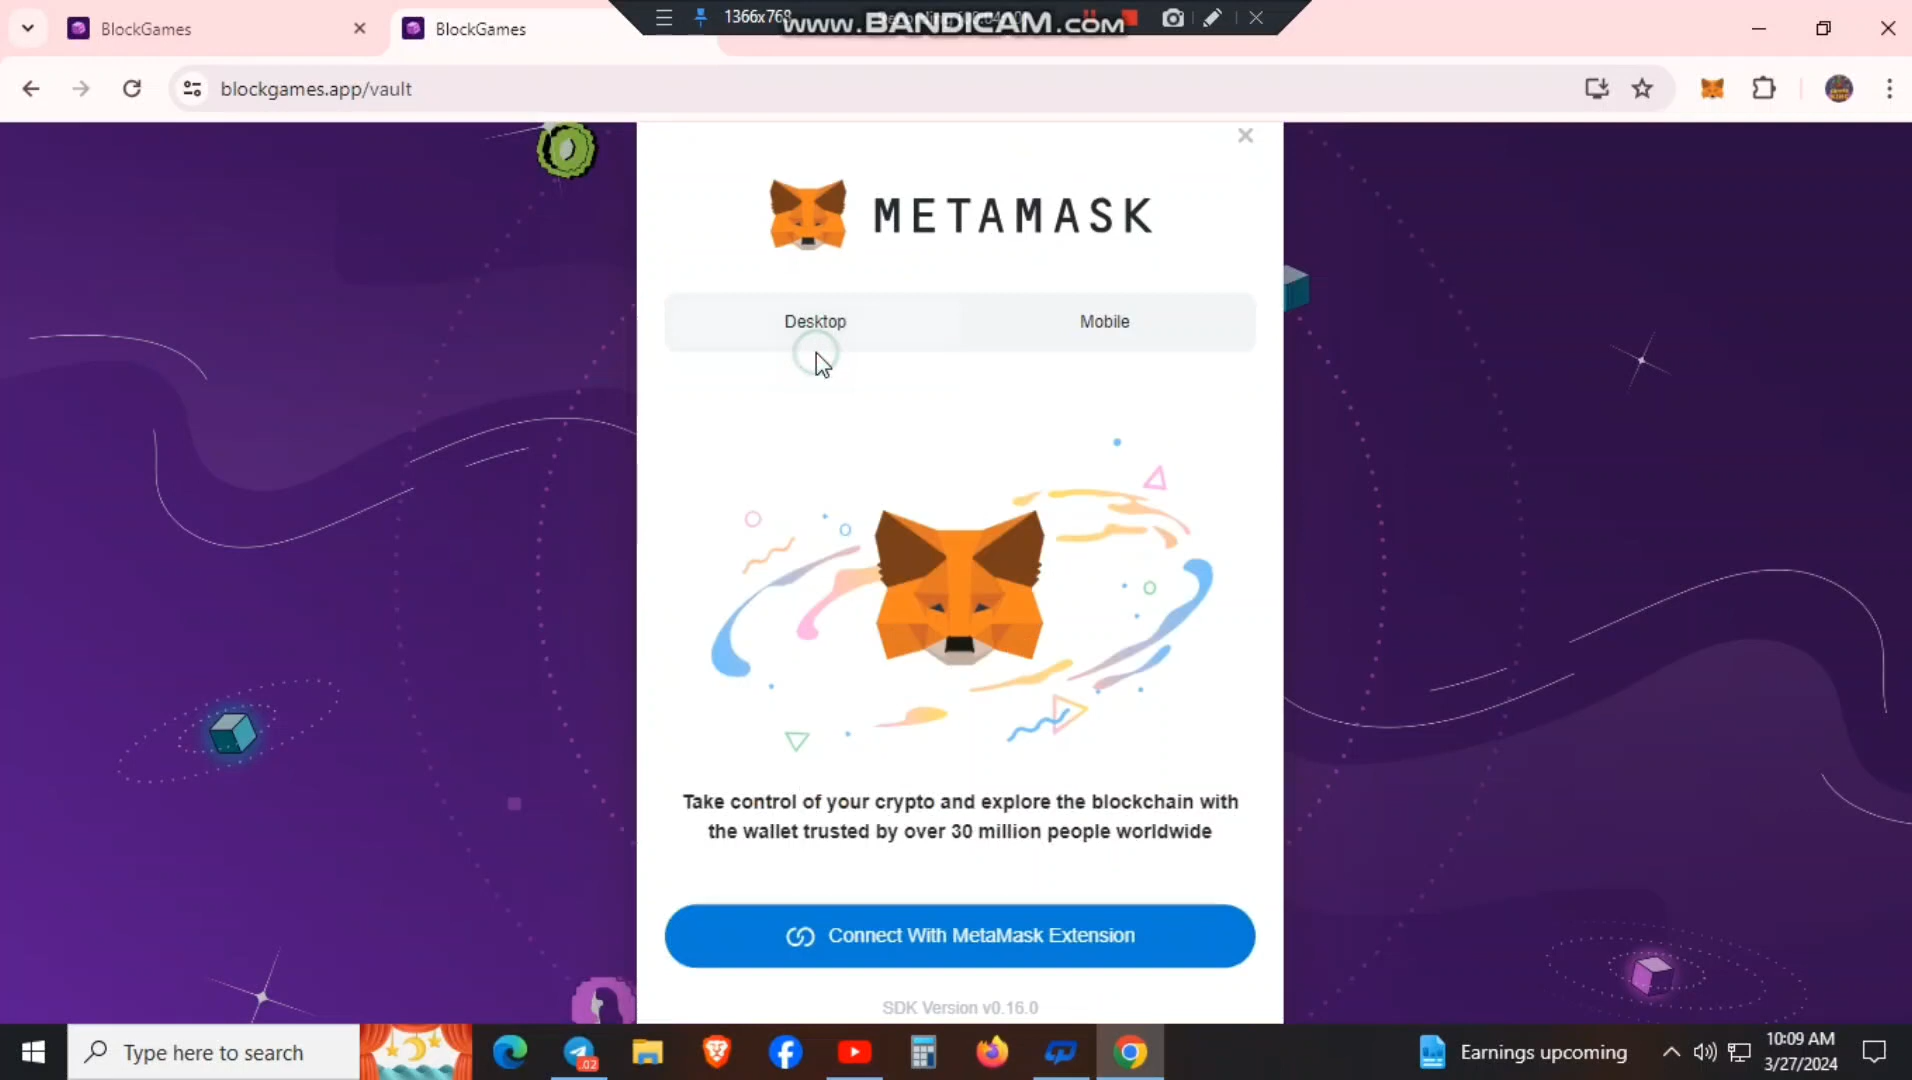 BlockGames
BlockGames
1366x768
www.BANDICAM.com
blockgames.app/vault
METAMASK
Desktop
Mobile
Take control of your crypto and explore the blockchain with
the wallet trusted by over 30 million people worldwide
Connect With MetaMask Extension
SDK Version v0.16.0
Type here to search
.02
Earnings upcoming
10:09 AM
3/27/2024